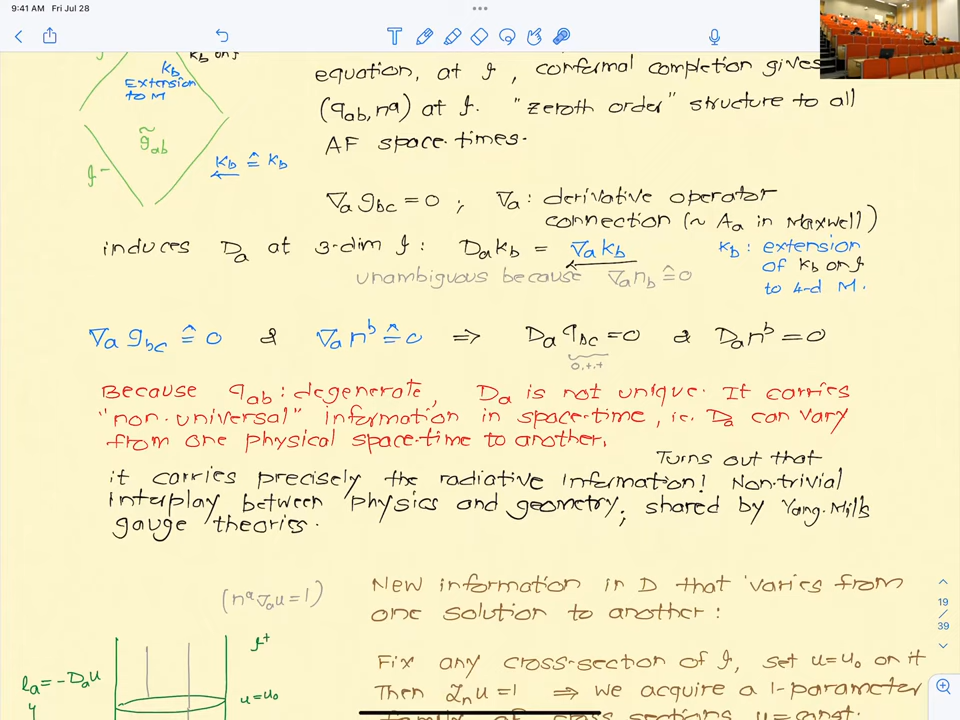 9:41 AM Fri Jul 28
k_b on ℐ
k_b
Extension
to M
equation, at ℐ, conformal completion gives
(q_ab, n^a) at ℐ. "zeroth order" structure to all
AF space-times.
g̃_ab
ℐ⁻
k_b ≙ k_b
∇_a g_bc = 0 ; ∇_a : derivative operator
connection (~ A_a in Maxwell)
induces D_a at 3-dim ℐ : D_a k_b = ∇_a k_b
k_b : extension
of k_b on ℐ
to 4-d M.
unambiguous because ∇_a n_b ≙ 0
∇_a g_bc ≙ 0 & ∇_a n^b ≙ 0 ⇒ D_a q_bc = 0 & D_a n^b = 0
0,+,+
Because q_ab : degenerate, D_a is not unique. It carries
"non-universal" information in space-time, i.e. D_a can vary
from one physical space-time to another.
Turns out that
it carries precisely the radiative information! Non-trivial
interplay between physics and geometry; shared by Yang-Mills
gauge theories.
(n^a ∇_a u = 1)
New information in D that varies from
one solution to another :
ℐ⁺
Fix any cross-section of ℐ, set u = u₀ on it
l_a = -D_a u
u = u₀
Then ℒ_n u = 1 ⇒ we acquire a 1-parameter
family of cross sections u = const.
19
/
39